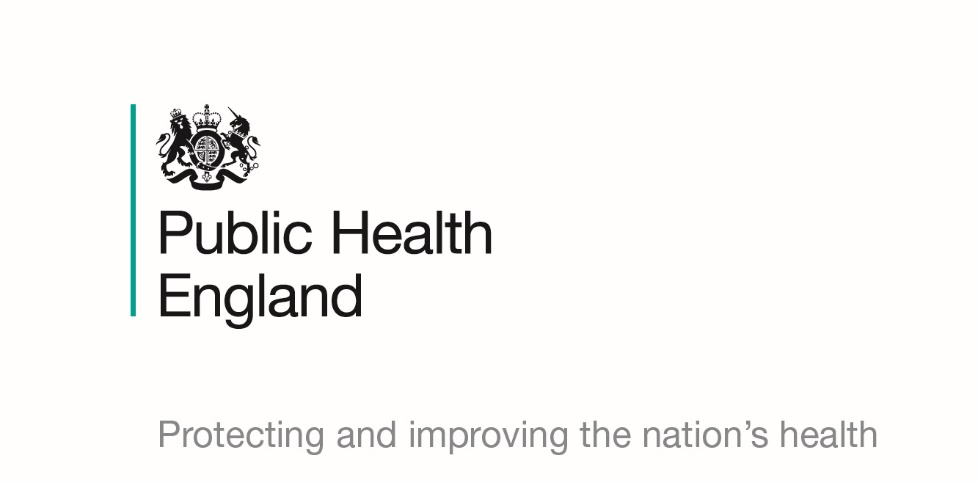 Public Health
England
Protecting and improving the nation's health